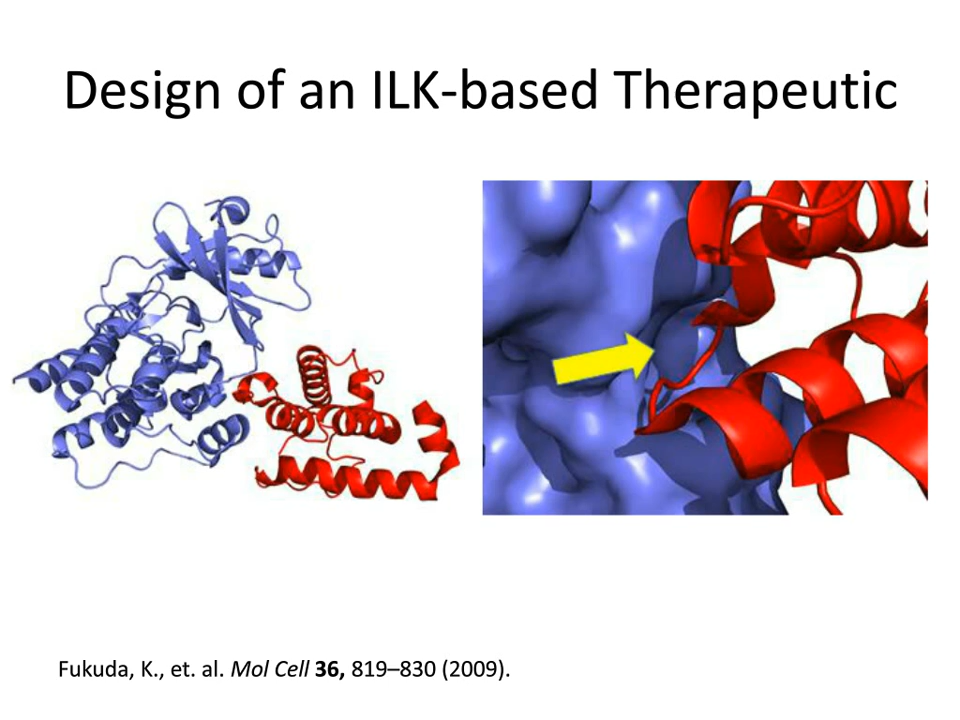 Design of an ILK-based Therapeutic
Fukuda, K., et. al. Mol Cell 36, 819–830 (2009).